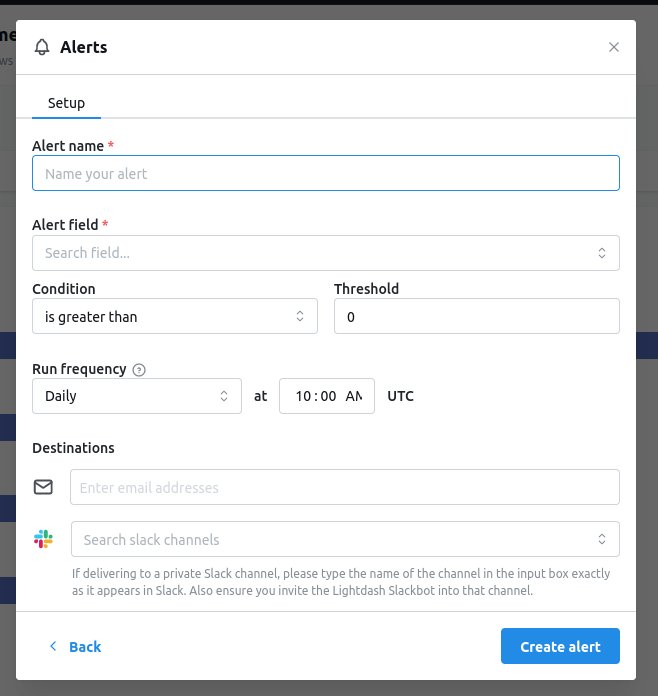 Alerts
Setup
Alert name *
Name your alert
Alert field *
Search field...
Condition
Threshold
is greater than
0
Run frequency
Daily
at
10:00 AM
UTC
Destinations
Enter email addresses
Search slack channels
If delivering to a private Slack channel, please type the name of the channel in the input box exactly
as it appears in Slack. Also ensure you invite the Lightdash Slackbot into that channel.
Back
Create alert